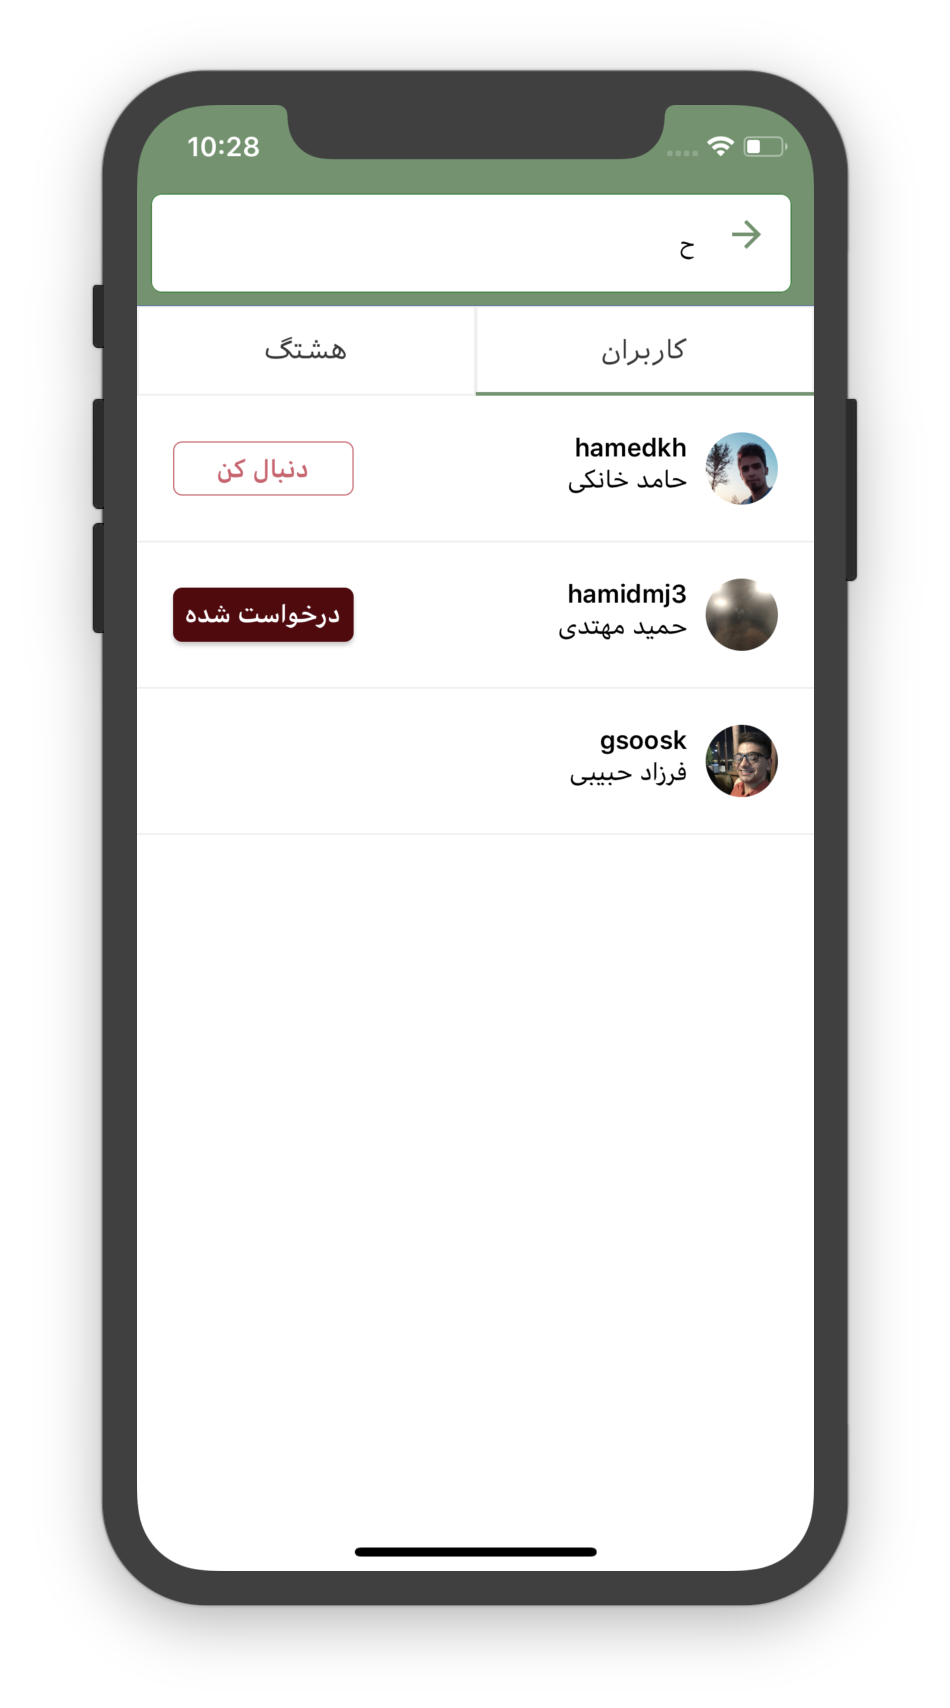 10:28
ح
کاربران
هشتگ
hamedkh
حامد خانکی
دنبال کن
hamidmj3
حمید مهتدی
درخواست شده
gsoosk
فرزاد حبیبی